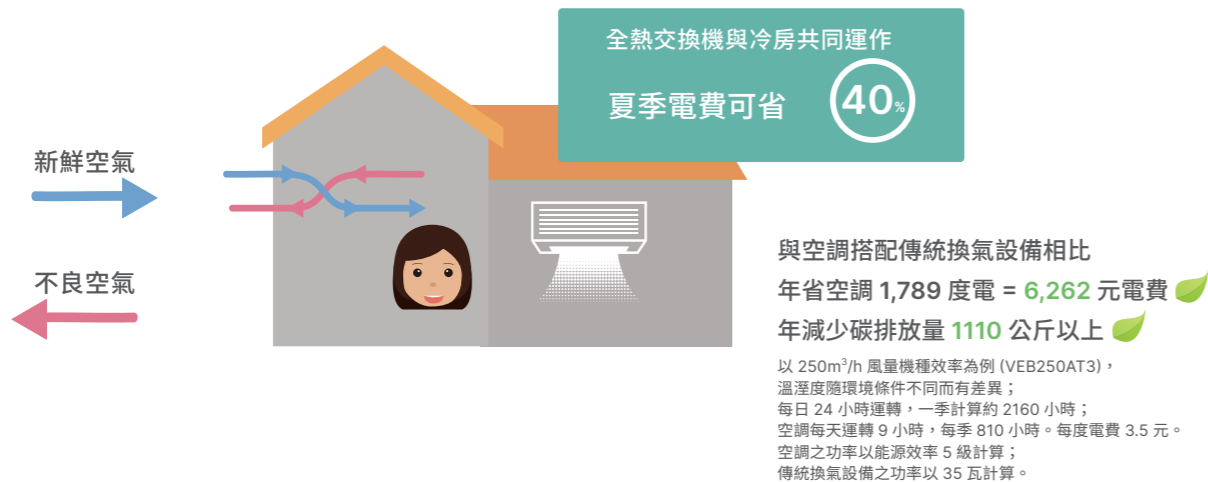 全熱交換機與冷房共同運作
夏季電費可省 40%
新鮮空氣
不良空氣
與空調搭配傳統換氣設備相比
年省空調 1,789 度電 = 6,262 元電費
年減少碳排放量 1110 公斤以上
以 250m³/h 風量機種效率為例 (VEB250AT3)，
溫溼度隨環境條件不同而有差異；
每日 24 小時運轉，一季計算約 2160 小時；
空調每天運轉 9 小時，每季 810 小時。每度電費 3.5 元。
空調之功率以能源效率 5 級計算；
傳統換氣設備之功率以 35 瓦計算。